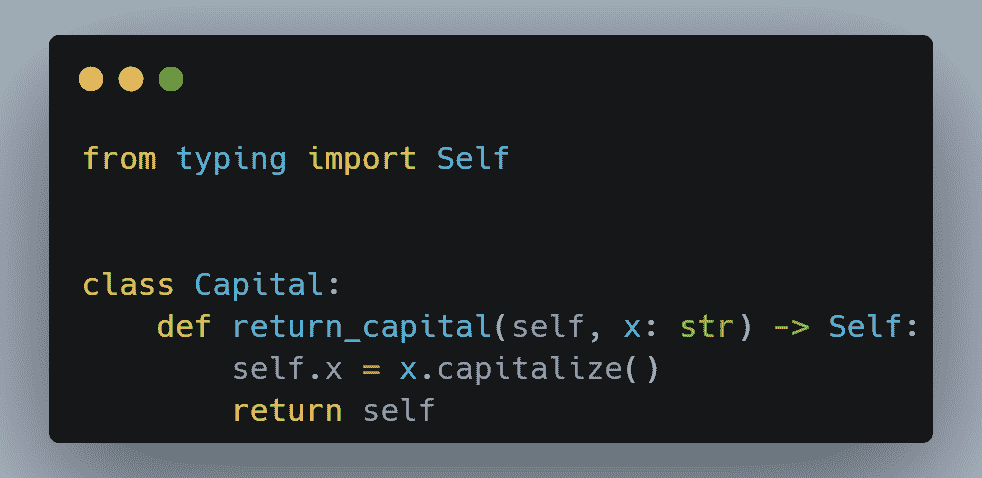 from typing import Self
class Capital:
    def return_capital(self, x: str) -> Self:
        self.x = x.capitalize()
        return self